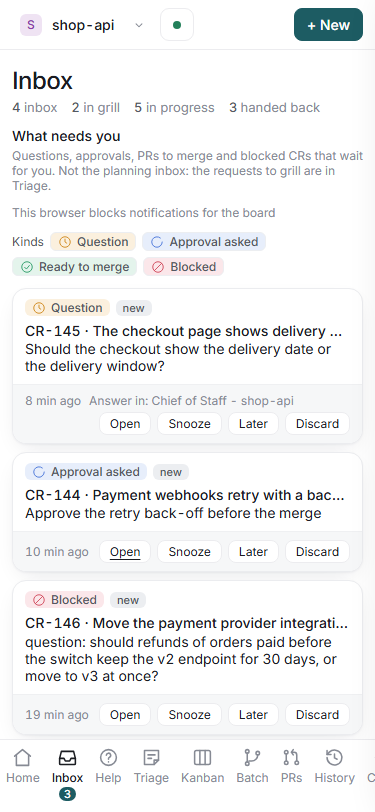 S shop-api
+ New
Inbox
4 inbox 2 in grill 5 in progress 3 handed back
What needs you
Questions, approvals, PRs to merge and blocked CRs that wait
for you. Not the planning inbox: the requests to grill are in
Triage.
This browser blocks notifications for the board
Kinds Question Approval asked
Ready to merge Blocked
Question new
CR-145 · The checkout page shows delivery ...
Should the checkout show the delivery date or
the delivery window?
8 min ago Answer in: Chief of Staff - shop-api
Open Snooze Later Discard
Approval asked new
CR-144 · Payment webhooks retry with a bac...
Approve the retry back-off before the merge
10 min ago Open Snooze Later Discard
Blocked new
CR-146 · Move the payment provider integrati...
question: should refunds of orders paid before
the switch keep the v2 endpoint for 30 days, or
move to v3 at once?
19 min ago Open Snooze Later Discard
Home Inbox Help Triage Kanban Batch PRs History C
3